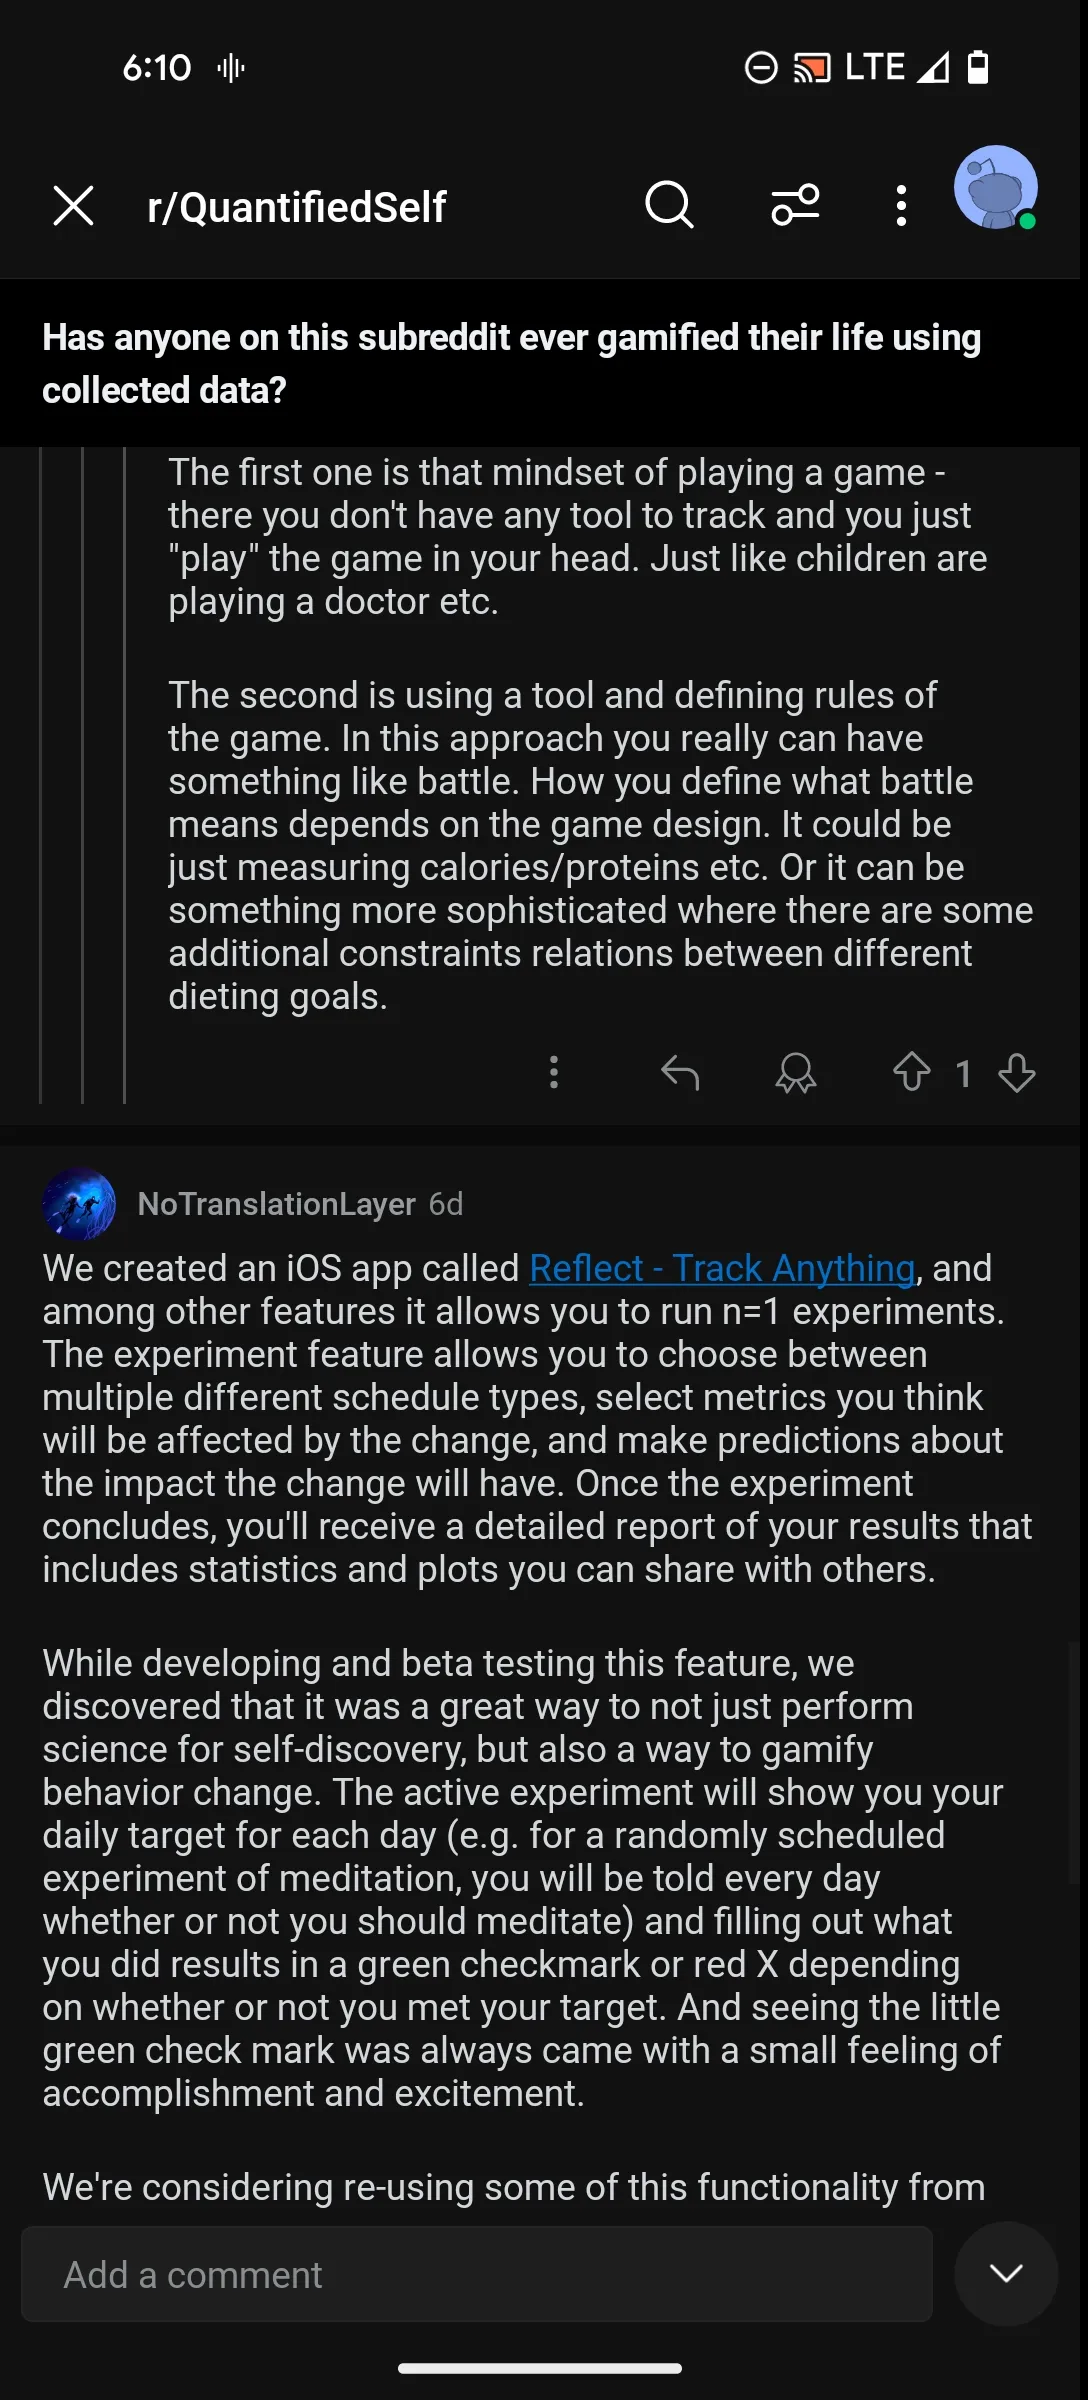 6:10
LTE
r/QuantifiedSelf
Has anyone on this subreddit ever gamified their life using
collected data?
The first one is that mindset of playing a game -
there you don't have any tool to track and you just
"play" the game in your head. Just like children are
playing a doctor etc.
The second is using a tool and defining rules of
the game. In this approach you really can have
something like battle. How you define what battle
means depends on the game design. It could be
just measuring calories/proteins etc. Or it can be
something more sophisticated where there are some
additional constraints relations between different
dieting goals.
1
NoTranslationLayer 6d
We created an iOS app called Reflect - Track Anything, and
among other features it allows you to run n=1 experiments.
The experiment feature allows you to choose between
multiple different schedule types, select metrics you think
will be affected by the change, and make predictions about
the impact the change will have. Once the experiment
concludes, you'll receive a detailed report of your results that
includes statistics and plots you can share with others.
While developing and beta testing this feature, we
discovered that it was a great way to not just perform
science for self-discovery, but also a way to gamify
behavior change. The active experiment will show you your
daily target for each day (e.g. for a randomly scheduled
experiment of meditation, you will be told every day
whether or not you should meditate) and filling out what
you did results in a green checkmark or red X depending
on whether or not you met your target. And seeing the little
green check mark was always came with a small feeling of
accomplishment and excitement.
We're considering re-using some of this functionality from
Add a comment